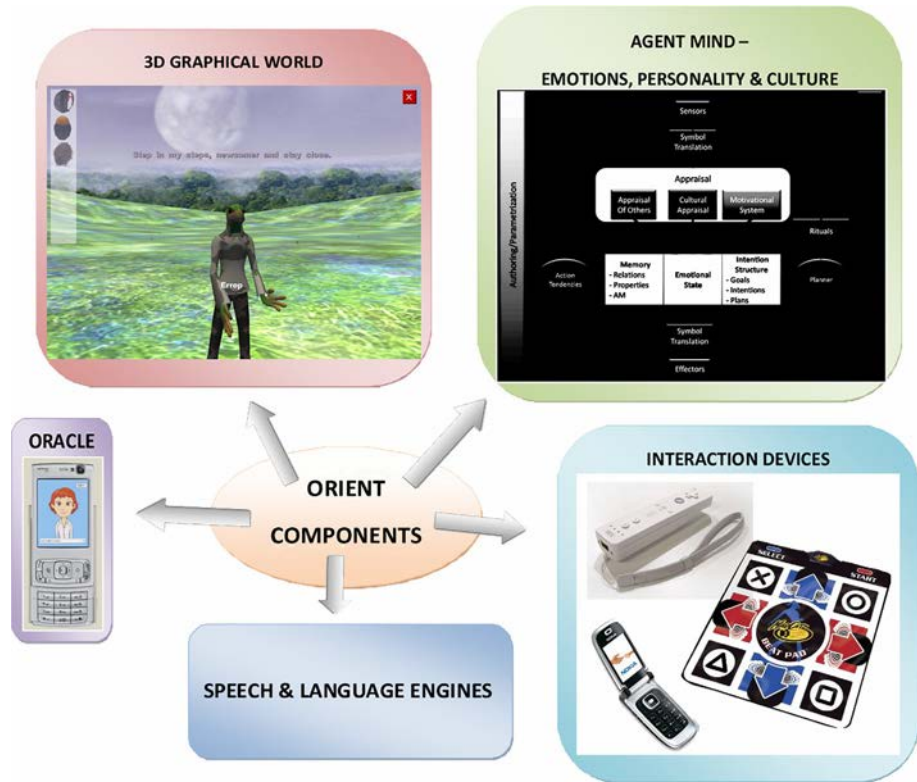 3D GRAPHICAL WORLD
Step in my steps, newcomer and stay close.
Errep
AGENT MIND –
EMOTIONS, PERSONALITY & CULTURE
Authoring/Parametrization
Sensors
Symbol
Translation
Appraisal
Appraisal
Of Others
Cultural
Appraisal
Motivational
System
Rituals
Action
Tendencies
Memory
- Relations
- Properties
- AM
Emotional
State
Intention
Structure
- Goals
- Intentions
- Plans
Planner
Symbol
Translation
Effectors
ORACLE
ORIENT
COMPONENTS
INTERACTION DEVICES
SELECT
START
BEAT PAD
NOKIA
SPEECH & LANGUAGE ENGINES